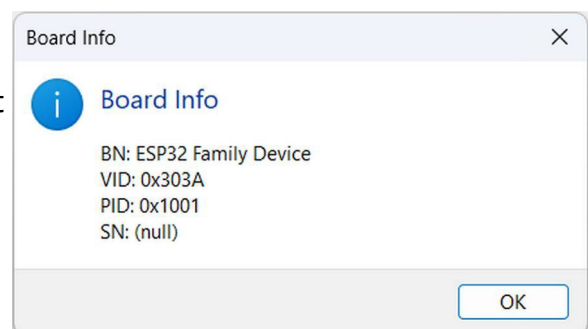 Board Info
Board Info
BN: ESP32 Family Device
VID: 0x303A
PID: 0x1001
SN: (null)
OK